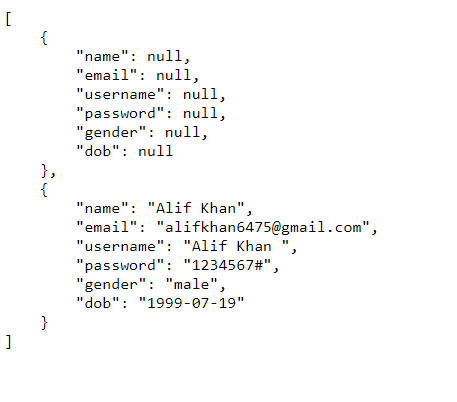 [
    {
        "name": null,
        "email": null,
        "username": null,
        "password": null,
        "gender": null,
        "dob": null
    },
    {
        "name": "Alif Khan",
        "email": "alifkhan6475@gmail.com",
        "username": "Alif Khan ",
        "password": "1234567#",
        "gender": "male",
        "dob": "1999-07-19"
    }
]